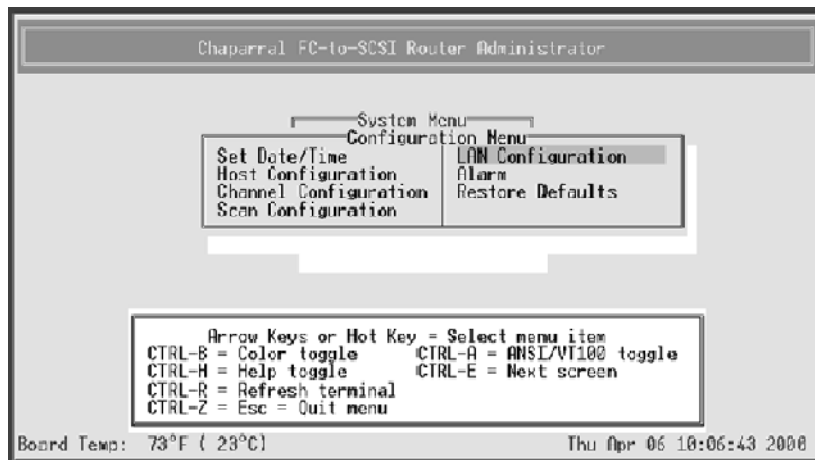 Chaparral FC-to-SCSI Router Administrator
System Menu
Configuration Menu
Set Date/Time
Host Configuration
Channel Configuration
Scan Configuration
LAN Configuration
Alarm
Restore Defaults
Arrow Keys or Hot Key = Select menu item
CTRL-B = Color toggle CTRL-A = ANSI/VT100 toggle
CTRL-H = Help toggle CTRL-E = Next screen
CTRL-R = Refresh terminal
CTRL-Z = Esc = Quit menu
Board Temp: 73°F ( 23°C) Thu Apr 06 10:06:43 2000